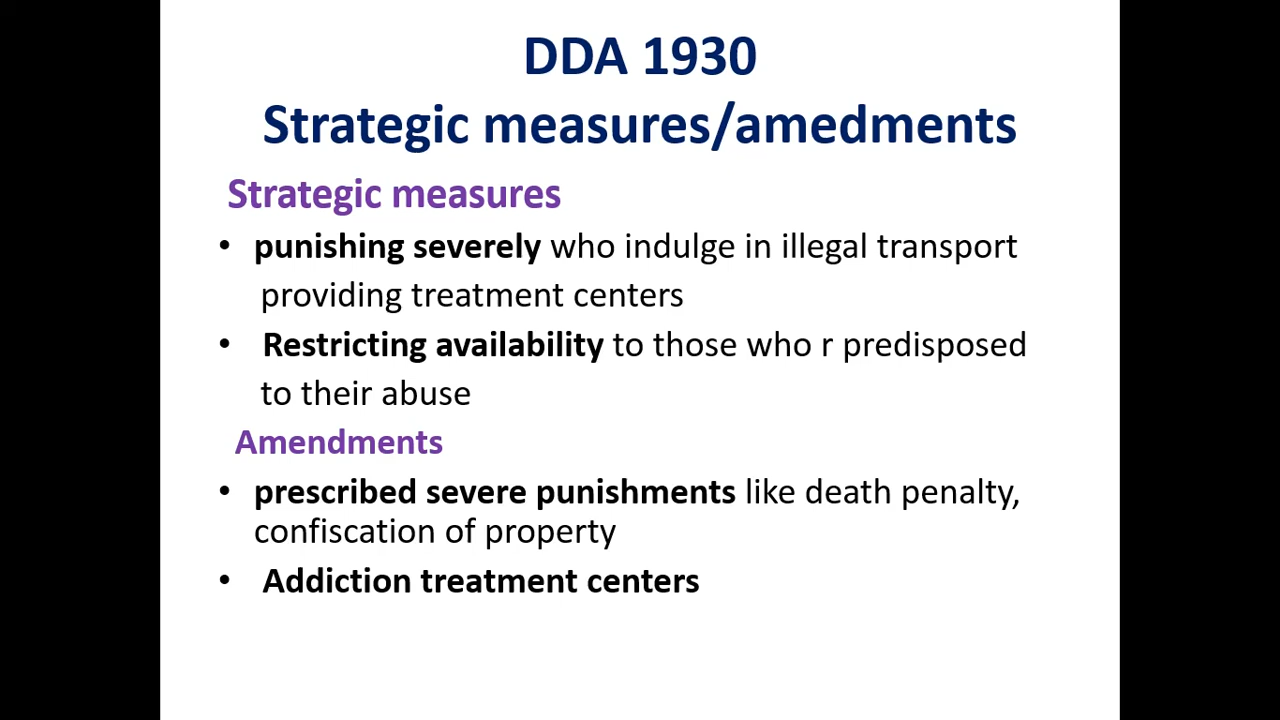 DDA 1930
Strategic measures/amedments
Strategic measures
• punishing severely who indulge in illegal transport
providing treatment centers
• Restricting availability to those who r predisposed
to their abuse
Amendments
• prescribed severe punishments like death penalty,
confiscation of property
• Addiction treatment centers